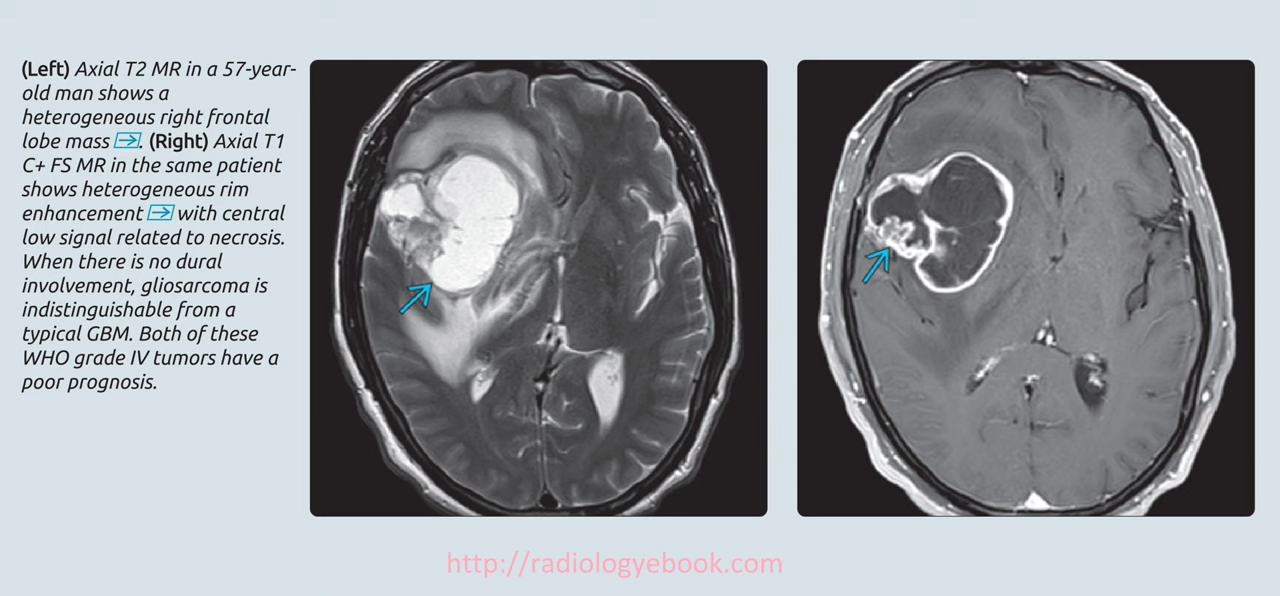 (Left) Axial T2 MR in a 57-year-
old man shows a
heterogeneous right frontal
lobe mass ➡. (Right) Axial T1
C+ FS MR in the same patient
shows heterogeneous rim
enhancement ➡ with central
low signal related to necrosis.
When there is no dural
involvement, gliosarcoma is
indistinguishable from a
typical GBM. Both of these
WHO grade IV tumors have a
poor prognosis.
http://radiologyebook.com